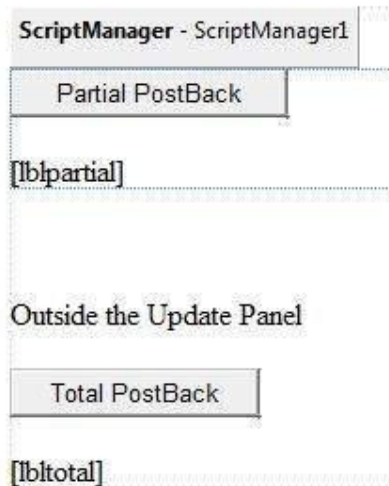 ScriptManager - ScriptManager1
Partial PostBack
[lblpartial]
Outside the Update Panel
Total PostBack
[lbltotal]